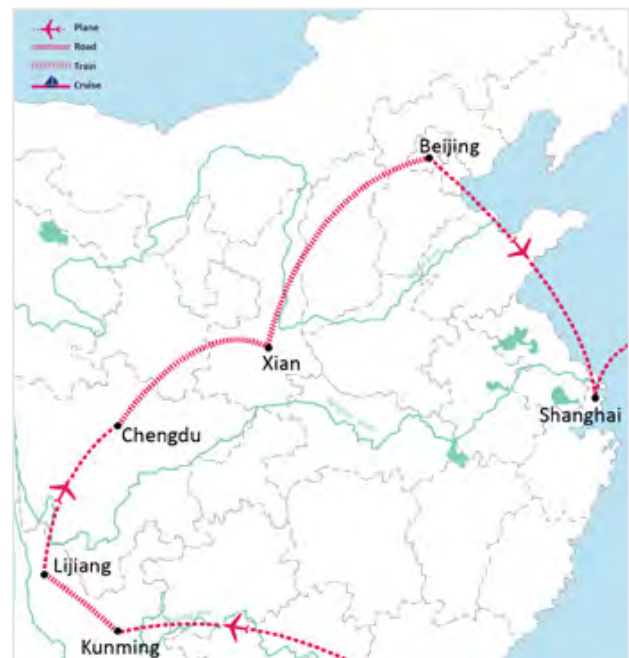 Plane
Road
Train
Cruise
Beijing
Xian
Chengdu
Shanghai
Lijiang
Kunming